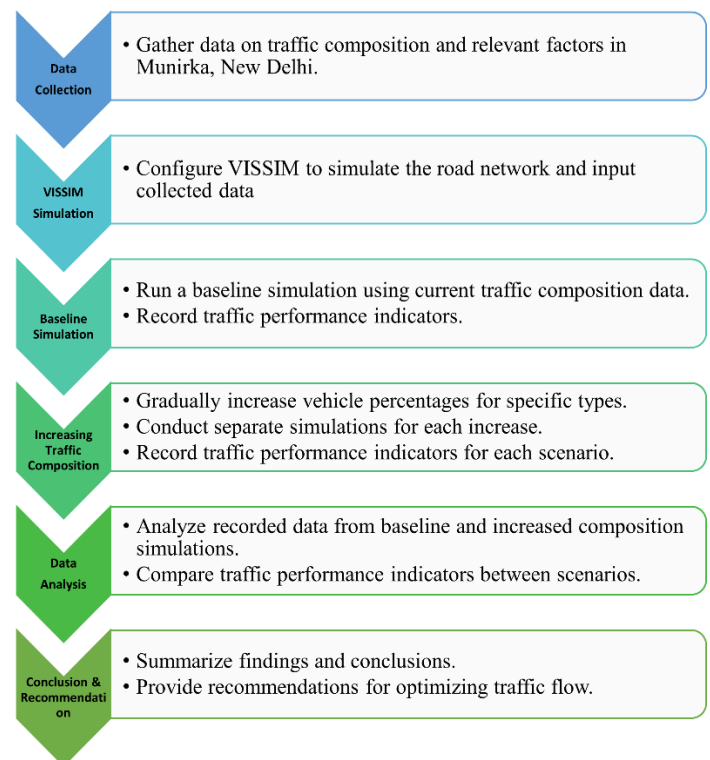 Data
Collection
• Gather data on traffic composition and relevant factors in
Munirka, New Delhi.
VISSIM
Simulation
• Configure VISSIM to simulate the road network and input
collected data
Baseline
Simulation
• Run a baseline simulation using current traffic composition data.
• Record traffic performance indicators.
Increasing
Traffic
Composition
• Gradually increase vehicle percentages for specific types.
• Conduct separate simulations for each increase.
• Record traffic performance indicators for each scenario.
Data
Analysis
• Analyze recorded data from baseline and increased composition
simulations.
• Compare traffic performance indicators between scenarios.
Conclusion &
Recommendati
on
• Summarize findings and conclusions.
• Provide recommendations for optimizing traffic flow.